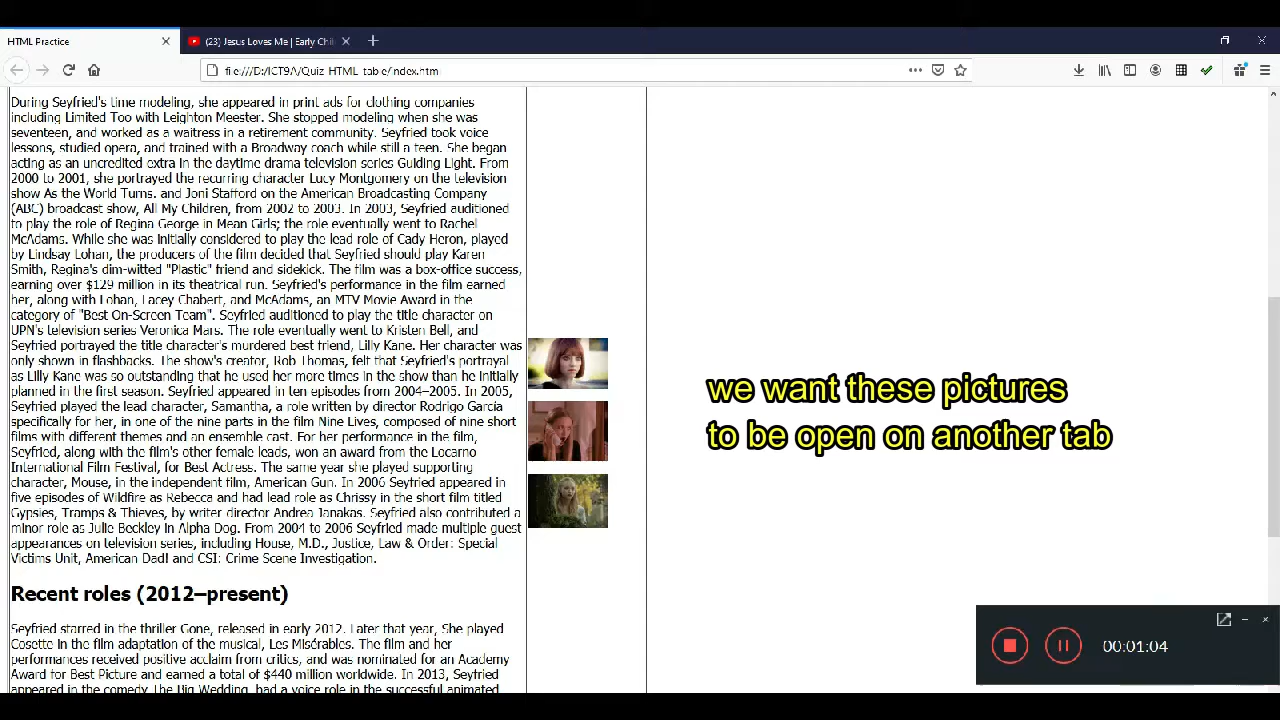 HTML Practice
(23) Jesus Loves Me | Early Chil
file:///D:/ICT9A/Quiz_HTML_table/index.htm
During Seyfried's time modeling, she appeared in print ads for clothing companies
including Limited Too with Leighton Meester. She stopped modeling when she was
seventeen, and worked as a waitress in a retirement community. Seyfried took voice
lessons, studied opera, and trained with a Broadway coach while still a teen. She began
acting as an uncredited extra in the daytime drama television series Guiding Light. From
2000 to 2001, she portrayed the recurring character Lucy Montgomery on the television
show As the World Turns. and Joni Stafford on the American Broadcasting Company
(ABC) broadcast show, All My Children, from 2002 to 2003. In 2003, Seyfried auditioned
to play the role of Regina George in Mean Girls; the role eventually went to Rachel
McAdams. While she was initially considered to play the lead role of Cady Heron, played
by Lindsay Lohan, the producers of the film decided that Seyfried should play Karen
Smith, Regina's dim-witted "Plastic" friend and sidekick. The film was a box-office success,
earning over $129 million in its theatrical run. Seyfried's performance in the film earned
her, along with Lohan, Lacey Chabert, and McAdams, an MTV Movie Award in the
category of "Best On-Screen Team". Seyfried auditioned to play the title character on
UPN's television series Veronica Mars. The role eventually went to Kristen Bell, and
Seyfried portrayed the title character's murdered best friend, Lilly Kane. Her character was
only shown in flashbacks. The show's creator, Rob Thomas, felt that Seyfried's portrayal
as Lilly Kane was so outstanding that he used her more times in the show than he initially
planned in the first season. Seyfried appeared in ten episodes from 2004–2005. In 2005,
Seyfried played the lead character, Samantha, a role written by director Rodrigo García
specifically for her, in one of the nine parts in the film Nine Lives, composed of nine short
films with different themes and an ensemble cast. For her performance in the film,
Seyfried, along with the film's other female leads, won an award from the Locarno
International Film Festival, for Best Actress. The same year she played supporting
character, Mouse, in the independent film, American Gun. In 2006 Seyfried appeared in
five episodes of Wildfire as Rebecca and had lead role as Chrissy in the short film titled
Gypsies, Tramps & Thieves, by writer director Andrea Janakas. Seyfried also contributed a
minor role as Julie Beckley in Alpha Dog. From 2004 to 2006 Seyfried made multiple guest
appearances on television series, including House, M.D., Justice, Law & Order: Special
Victims Unit, American Dad! and CSI: Crime Scene Investigation.
we want these pictures
to be open on another tab
Recent roles (2012–present)
Seyfried starred in the thriller Gone, released in early 2012. Later that year, She played
Cosette in the film adaptation of the musical, Les Misérables. The film and her
performances received positive acclaim from critics, and was nominated for an Academy
Award for Best Picture and earned a total of $440 million worldwide. In 2013, Seyfried
appeared in the comedy The Big Wedding, had a voice role in the successful animated
00:01:04